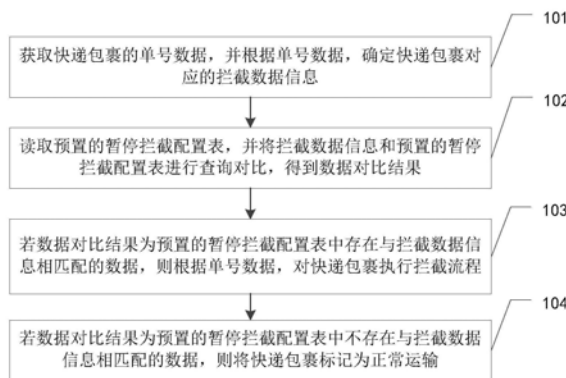 101
获取快递包裹的单号数据，并根据单号数据，确定快递包裹对
应的拦截数据信息
102
读取预置的暂停拦截配置表，并将拦截数据信息和预置的暂停
拦截配置表进行查询对比，得到数据对比结果
103
若数据对比结果为预置的暂停拦截配置表中存在与拦截数据信
息相匹配的数据，则根据单号数据，对快递包裹执行拦截流程
104
若数据对比结果为预置的暂停拦截配置表中不存在与拦截数据
信息相匹配的数据，则将快递包裹标记为正常运输